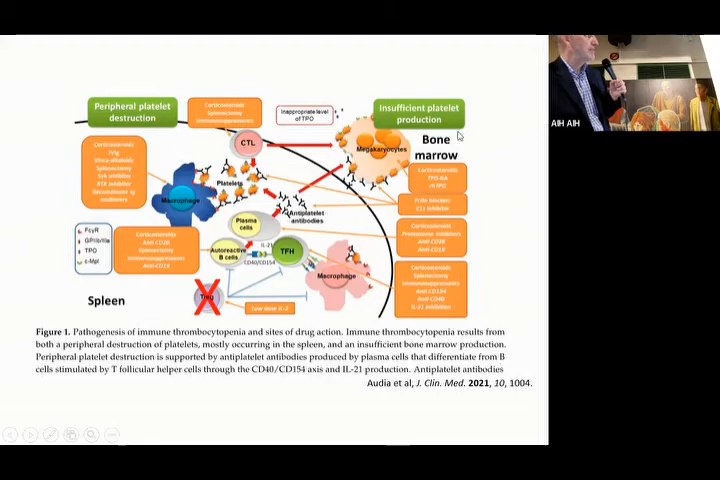 Peripheral platelet
destruction
Corticosteroids
Splenectomy
Immunosuppressants
Inappropriate level
of TPO
Insufficient platelet
production
Bone
marrow
CTL
Megakaryocytes
Corticosteroids
IVIg
Vinca-alkaloids
Splenectomy
Syk inhibitor
BTK inhibitor
Platelets
Macrophage
Corticosteroids
TPO-RA
FcRn blockers
C1s inhibitor
Antiplatelet
antibodies
Plasma
cells
Corticosteroids
Proteasome inhibitors
Anti-CD38
Anti-CD19
FcγR
GPIIb/IIIa
TPO
c-Mpl
Corticosteroids
Anti-CD20
Splenectomy
Immunosuppressants
Anti-CD19
Autoreactive
B cells
IL-21
CD40/CD154
TFH
Macrophage
Corticosteroids
Splenectomy
Immunosuppressants
Anti-CD154
Anti-CD40
IL-21 inhibitor
Spleen
Treg
Low dose IL-2
Figure 1. Pathogenesis of immune thrombocytopenia and sites of drug action. Immune thrombocytopenia results from
both a peripheral destruction of platelets, mostly occurring in the spleen, and an insufficient bone marrow production.
Peripheral platelet destruction is supported by antiplatelet antibodies produced by plasma cells that differentiate from B
cells stimulated by T follicular helper cells through the CD40/CD154 axis and IL-21 production. Antiplatelet antibodies
Audia et al, J. Clin. Med. 2021, 10, 1004.
AIH AIH